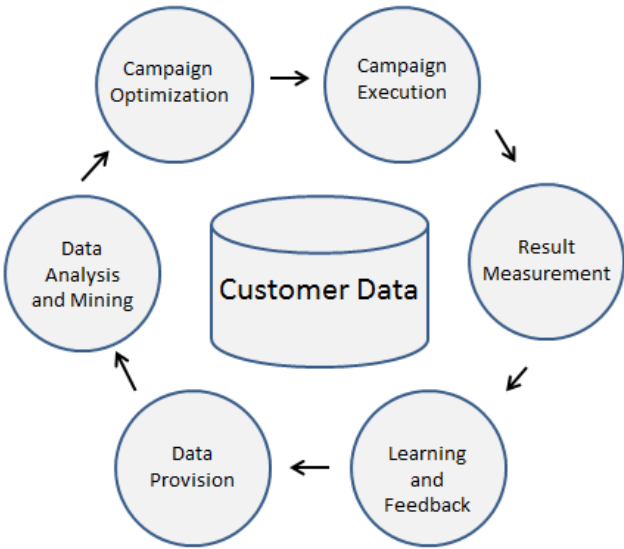 Campaign
Optimization
Campaign
Execution
Result
Measurement
Learning
and
Feedback
Data
Provision
Data
Analysis
and Mining
Customer Data